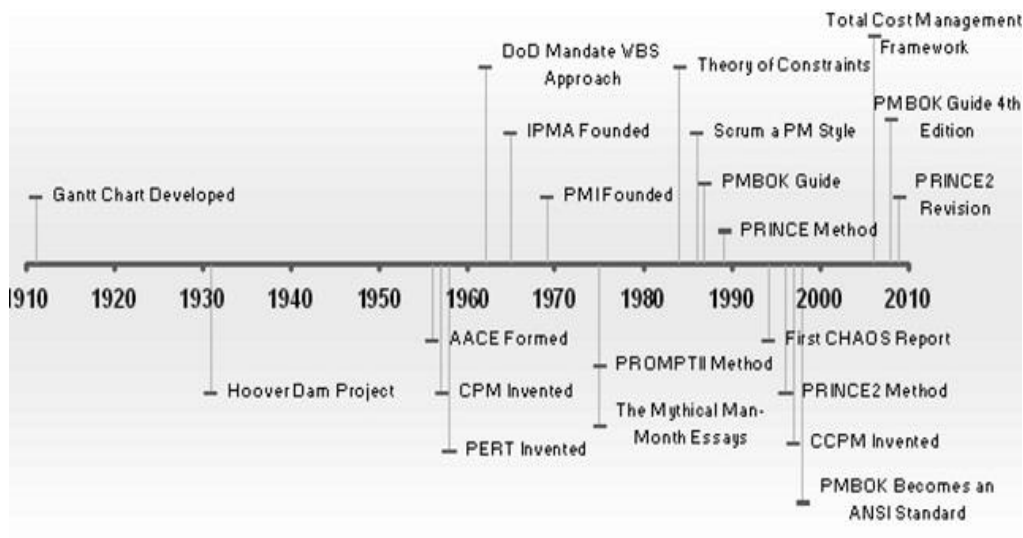 Total Cost Management
Framework
DoD Mandate WBS
Approach
Theory of Constraints
PMBOK Guide 4th
Edition
IPMA Founded
Scrum a PM Style
Gantt Chart Developed
PMI Founded
PMBOK Guide
PRINCE2
Revision
PRINCE Method
1910 1920 1930 1940 1950 1960 1970 1980 1990 2000 2010
AACE Formed
First CHAOS Report
PROMPTII Method
Hoover Dam Project
CPM Invented
PRINCE2 Method
The Mythical Man-
Month Essays
PERT Invented
CCPM Invented
PMBOK Becomes an
ANSI Standard